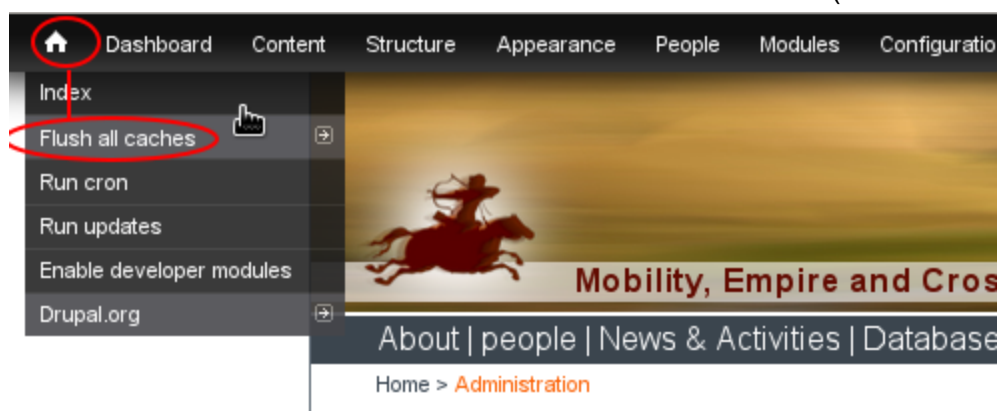 Dashboard Content Structure Appearance People Modules Configuratio
Index
Flush all caches
Run cron
Run updates
Enable developer modules
Drupal.org
Mobility, Empire and Cros
About | people | News & Activities | Database
Home > Administration